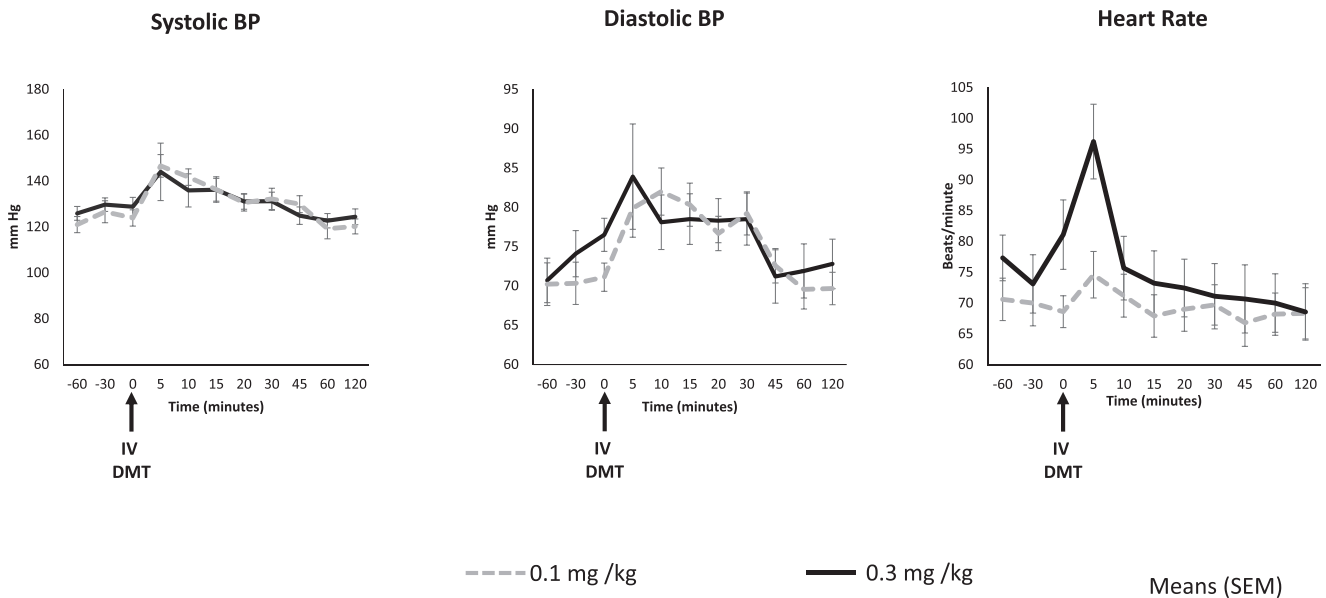 Systolic BP
180
160
140
120
100
80
60
mm Hg
-60 -30 0 5 10 15 20 30 45 60 120
Time (minutes)
IV
DMT
Diastolic BP
95
90
85
80
75
70
65
60
mm Hg
-60 -30 0 5 10 15 20 30 45 60 120
Time (minutes)
IV
DMT
Heart Rate
105
100
95
90
85
80
75
70
65
60
Beats/minute
-60 -30 0 5 10 15 20 30 45 60 120
Time (minutes)
IV
DMT
0.1 mg /kg
0.3 mg /kg
Means (SEM)